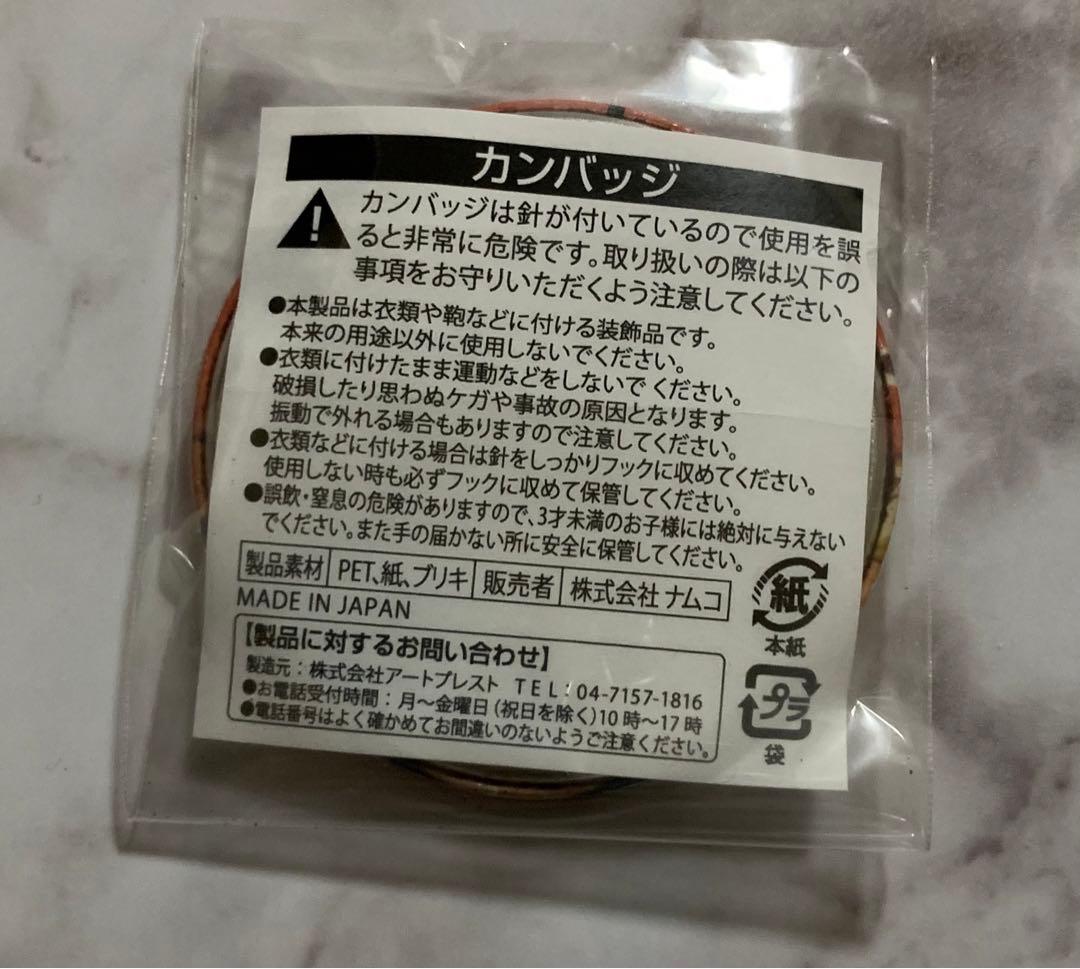 カンバッジ
カンバッジは針が付いているので使用を誤
ると非常に危険です。取り扱いの際は以下の
事項をお守りいただくよう注意してください。
●本製品は衣類や鞄などに付ける装飾品です。
本来の用途以外に使用しないでください。
●衣類に付けたまま運動などをしないで ください。
破損したり思わぬケガや事故の原因となります。
振動で外れる場合もありますので注意してください。
●衣類などに付ける場合は針をしっかりフックに収めてください。
使用しない時も必ずフックに収めて保管してください。
●誤飲・窒息の危険がありますので、3才未満のお子様には絶対に与えない
でください。また手の届かない所に安全に保管してください。
製品素材 PET、紙、ブリキ 販売者 株式会社 ナムコ
MADE IN JAPAN
紙
本紙
【製品に対するお問い合わせ】
製造元：株式会社アートプレスト TEL：04-7157-1816
●お電話受付時間：月～金曜日（祝日を除く）10時～17時
●電話番号はよく確かめてお間違いのないようご注意ください。
プラ
袋